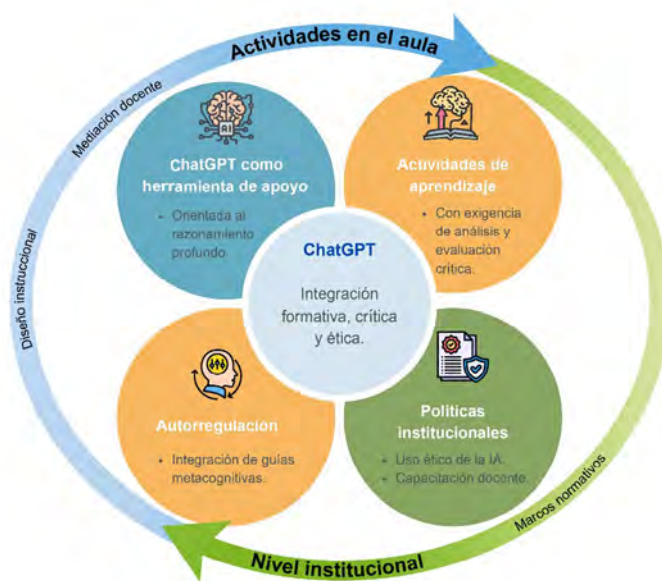 Actividades en el aula
Mediación docente
Diseño instruccional
AI
ChatGPT como
herramienta de apoyo
• Orientada al
razonamiento
profundo.
Actividades de
aprendizaje
• Con exigencia
de análisis y
evaluación
crítica.
ChatGPT
Integración
formativa, crítica
y ética.
Autorregulación
• Integración de guías
metacognitivas.
Políticas
institucionales
• Uso ético de la IA.
• Capacitación docente.
Marcos normativos
Nivel institucional